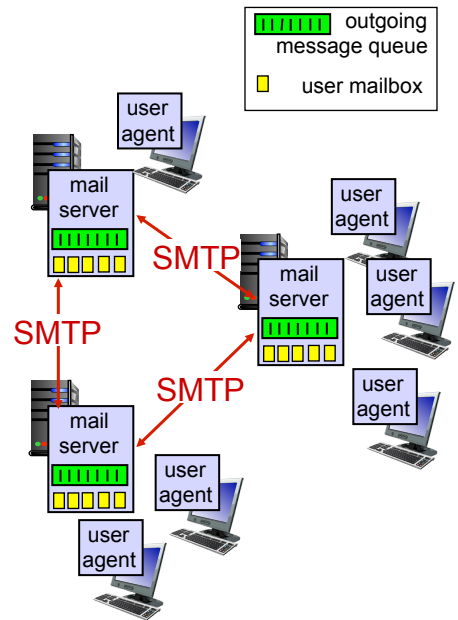 outgoing
message queue
user mailbox
user
agent
mail
server
user
agent
SMTP
mail
server
user
agent
SMTP
SMTP
user
agent
mail
server
user
agent
user
agent